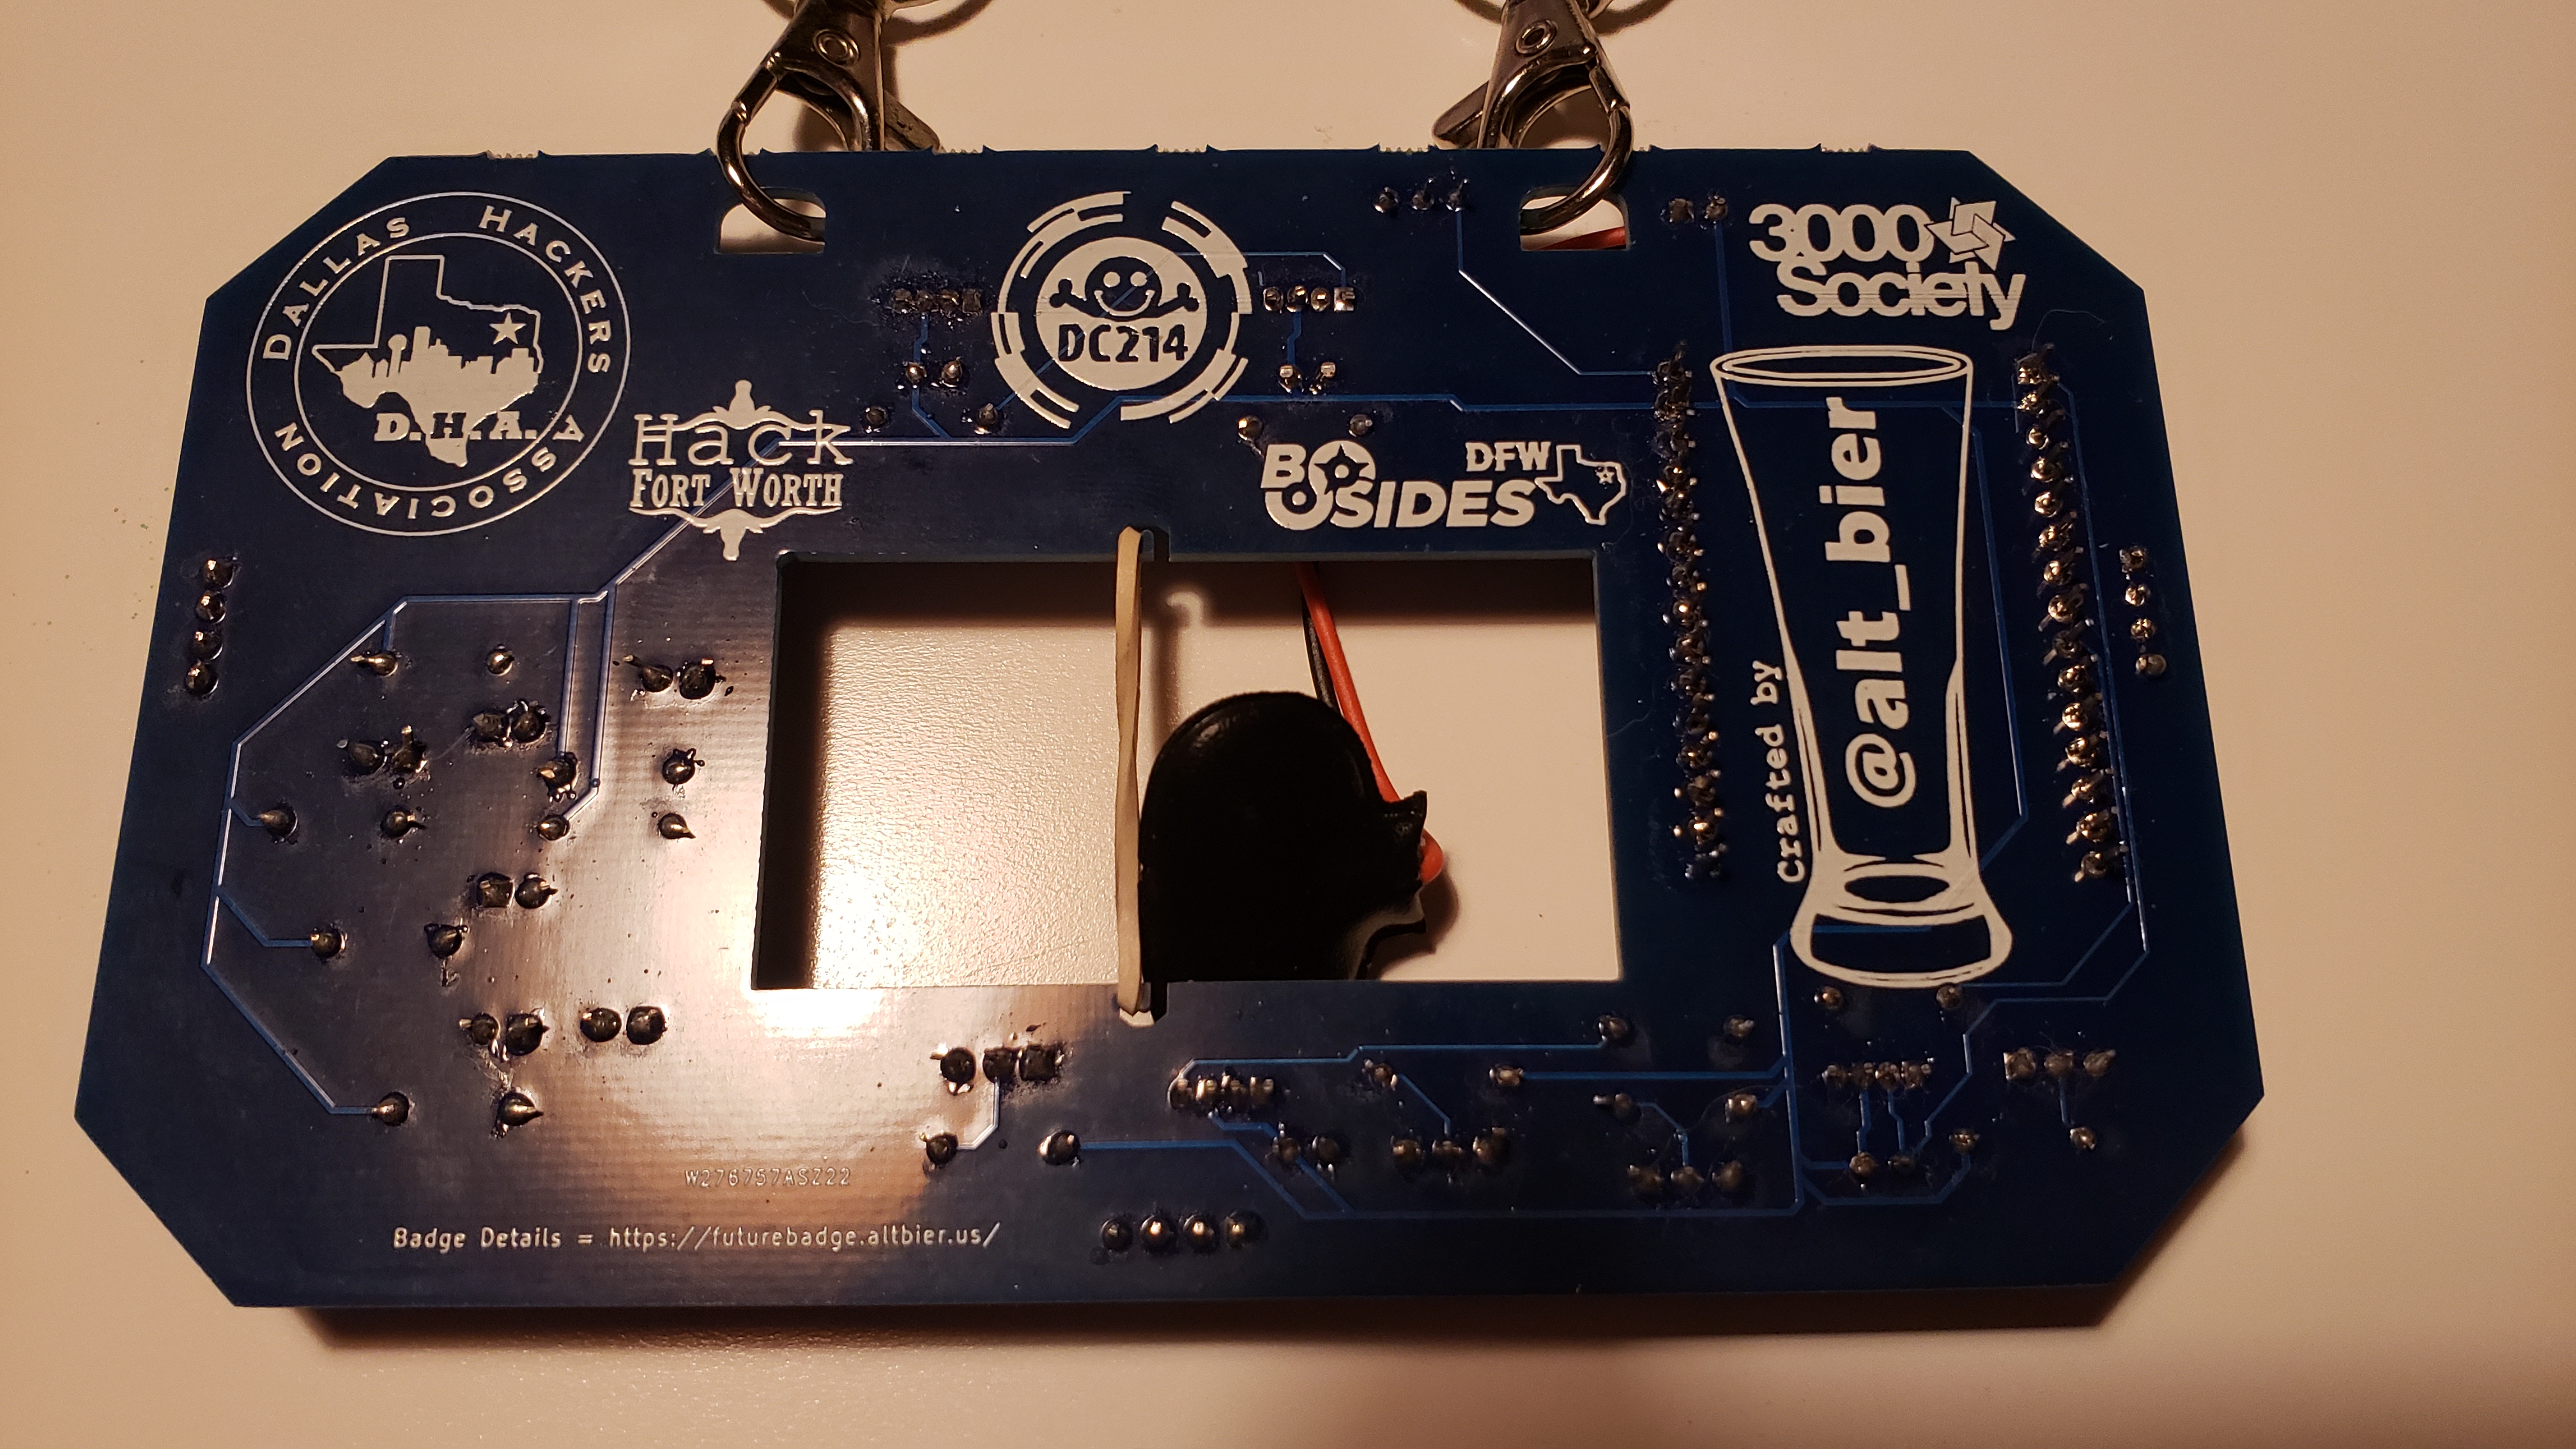 DALLAS HACKERS ASSOCIATION
D.H.A.
Hack
FORT WORTH
DC214
BSIDES
DFW
3000
Society
crafted by
@alt_bier
W276757ASZ22
Badge Details = https://futurebadge.altbier.us/